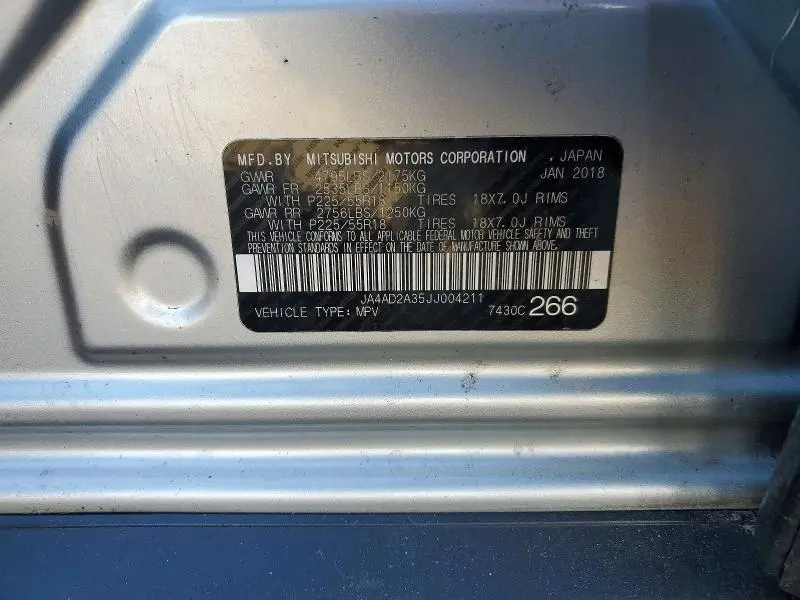 MFD. BY MITSUBISHI MOTORS CORPORATION , JAPAN
GVWR 4795LBS/2175KG JAN 2018
GAWR FR 2535LBS/1150KG
WITH P225/55R18 TIRES 18X7.0J RIMS
GAWR RR 2756LBS/1250KG
WITH P225/55R18 TIRES 18X7.0J RIMS
THIS VEHICLE CONFORMS TO ALL APPLICABLE FEDERAL MOTOR VEHICLE SAFETY AND THEFT
PREVENTION STANDARDS IN EFFECT ON THE DATE OF MANUFACTURE SHOWN ABOVE.
JA4AD2A35JJ004211
VEHICLE TYPE: MPV 7430C 266